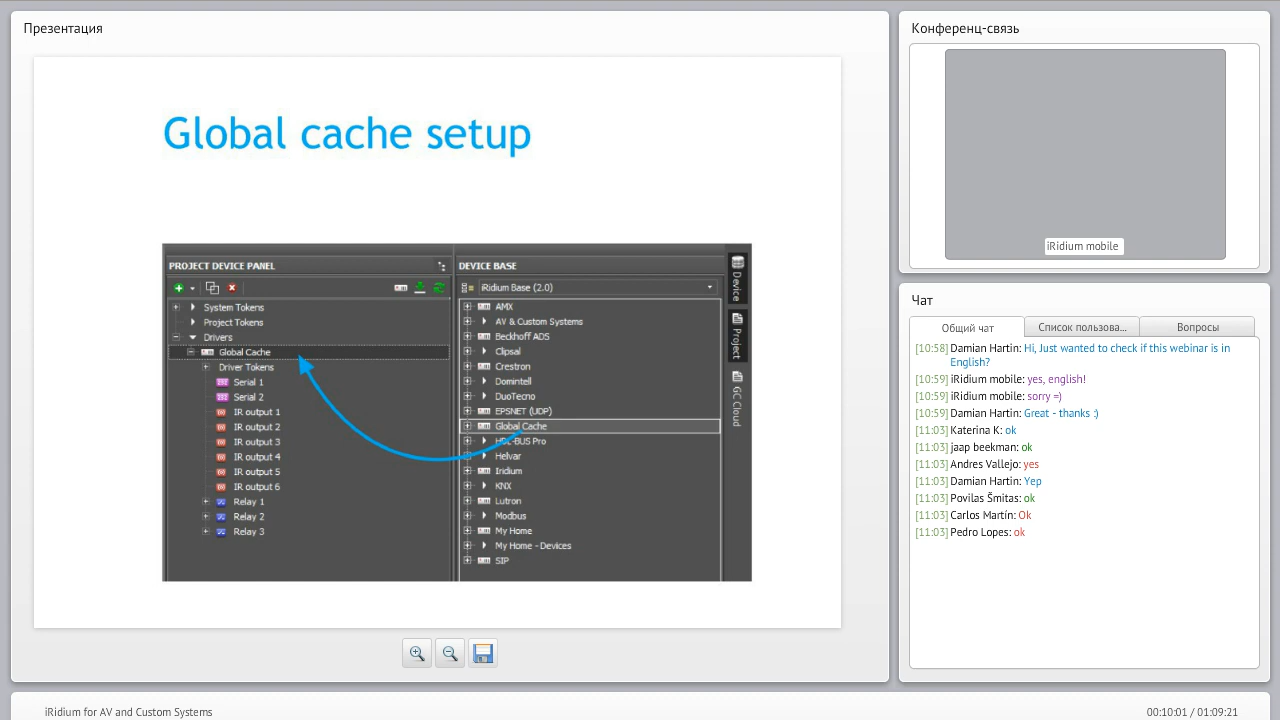 Презентация
Global cache setup
PROJECT DEVICE PANEL
System Tokens
Project Tokens
Drivers
Global Cache
Driver Tokens
Serial 1
Serial 2
IR output 1
IR output 2
IR output 3
IR output 4
IR output 5
IR output 6
Relay 1
Relay 2
Relay 3
DEVICE BASE
iRidium Base (2.0)
AMX
AV & Custom Systems
Beckhoff ADS
Clipsal
Crestron
Domintell
DuoTecno
EPSNET (UDP)
Global Cache
HDL-BUS Pro
Helvar
Iridium
KNX
Lutron
Modbus
My Home
My Home - Devices
SIP
Device
Project
GC Cloud
Конференц-связь
iRidium mobile
Чат
Общий чат
Список пользова...
Вопросы
[10:58] Damian Hartin: Hi, Just wanted to check if this webinar is in
English?
[10:59] iRidium mobile: yes, english!
[10:59] iRidium mobile: sorry =)
[10:59] Damian Hartin: Great - thanks :)
[11:03] Katerina K: ok
[11:03] jaap beekman: ok
[11:03] Andres Vallejo: yes
[11:03] Damian Hartin: Yep
[11:03] Povilas Šmitas: ok
[11:03] Carlos Martín: Ok
[11:03] Pedro Lopes: ok
iRidium for AV and Custom Systems
00:10:01 / 01:09:21